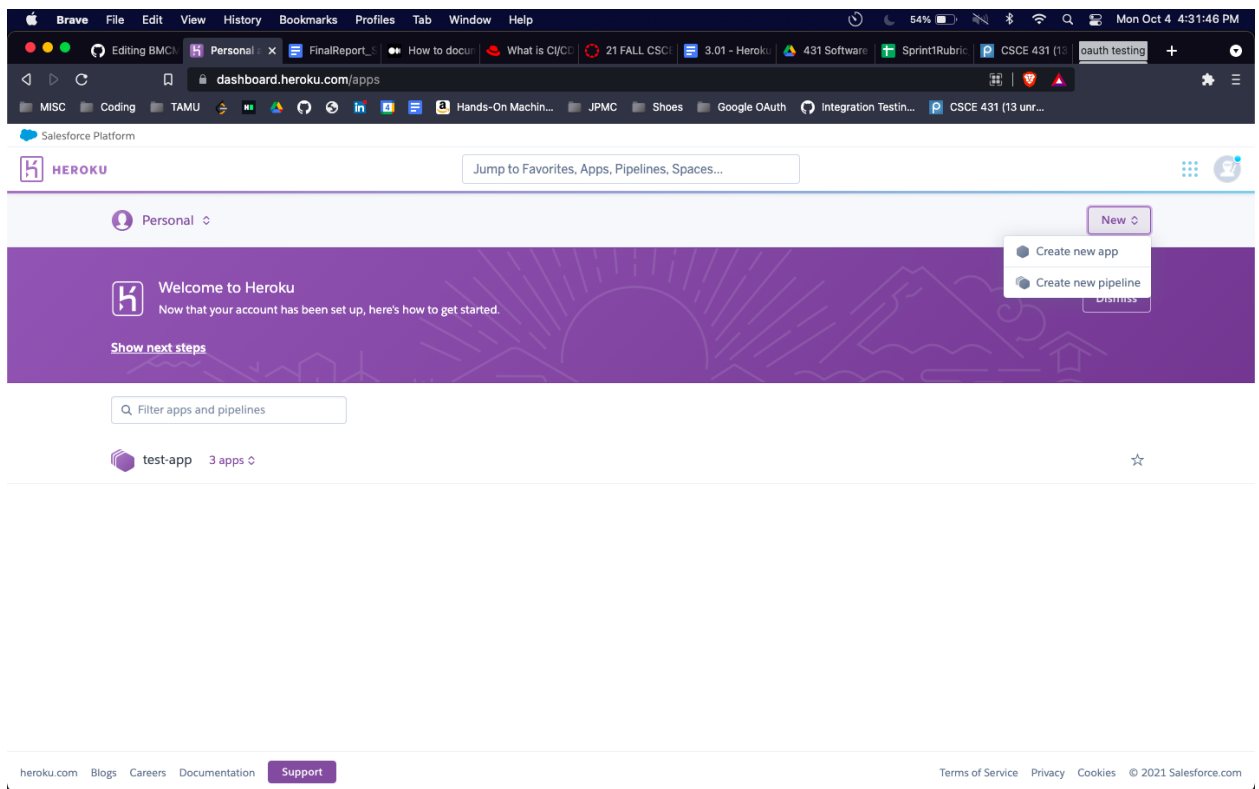 Brave File Edit View History Bookmarks Profiles Tab Window Help 54% Mon Oct 4 4:31:46 PM
Editing BMCM Personal a FinalReport_S How to docun What is CI/CD 21 FALL CSCE 3.01 - Heroku 431 Software Sprint1Rubric CSCE 431 (13 oauth testing
dashboard.heroku.com/apps
MISC Coding TAMU Hands-On Machin... JPMC Shoes Google OAuth Integration Testin... CSCE 431 (13 unr...
Salesforce Platform
HEROKU Jump to Favorites, Apps, Pipelines, Spaces...
Personal New
Create new app
Create new pipeline
Welcome to Heroku
Now that your account has been set up, here's how to get started.
Dismiss
Show next steps
Filter apps and pipelines
test-app 3 apps
heroku.com Blogs Careers Documentation Support Terms of Service Privacy Cookies © 2021 Salesforce.com